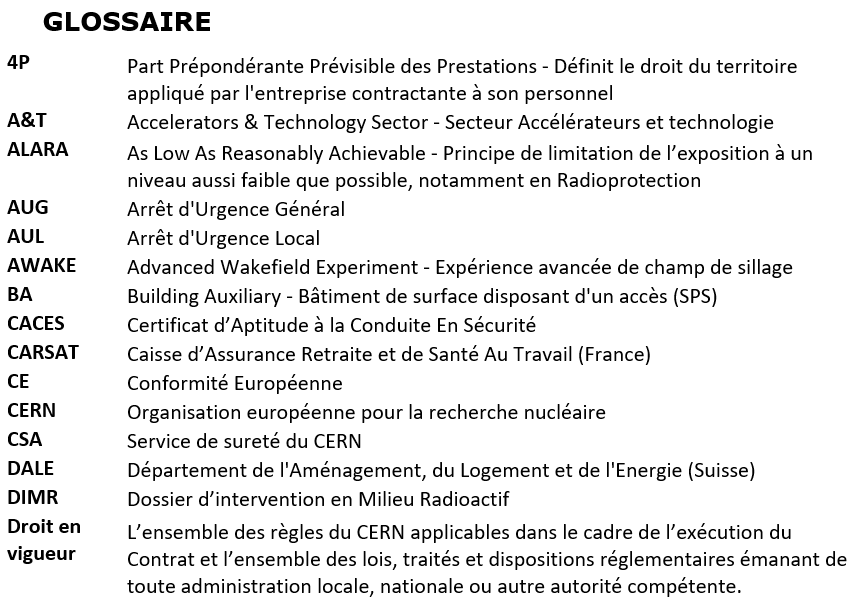 GLOSSAIRE
4P Part Prépondérante Prévisible des Prestations - Définit le droit du territoire
appliqué par l'entreprise contractante à son personnel
A&T Accelerators & Technology Sector - Secteur Accélérateurs et technologie
ALARA As Low As Reasonably Achievable - Principe de limitation de l’exposition à un
niveau aussi faible que possible, notamment en Radioprotection
AUG Arrêt d'Urgence Général
AUL Arrêt d'Urgence Local
AWAKE Advanced Wakefield Experiment - Expérience avancée de champ de sillage
BA Building Auxiliary - Bâtiment de surface disposant d'un accès (SPS)
CACES Certificat d’Aptitude à la Conduite En Sécurité
CARSAT Caisse d’Assurance Retraite et de Santé Au Travail (France)
CE Conformité Européenne
CERN Organisation européenne pour la recherche nucléaire
CSA Service de sureté du CERN
DALE Département de l'Aménagement, du Logement et de l'Energie (Suisse)
DIMR Dossier d’intervention en Milieu Radioactif
Droit en L’ensemble des règles du CERN applicables dans le cadre de l’exécution du
vigueur Contrat et l’ensemble des lois, traités et dispositions réglementaires émanant de
toute administration locale, nationale ou autre autorité compétente.